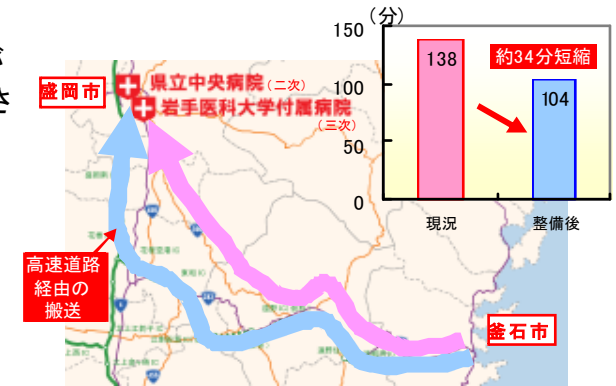 さ
(分)
150
100
50
0
138
104
約34分短縮
現況
整備後
盛岡市
県立中央病院(二次)
岩手医科大学付属病院
(三次)
高速道路
経由の
搬送
釜石市